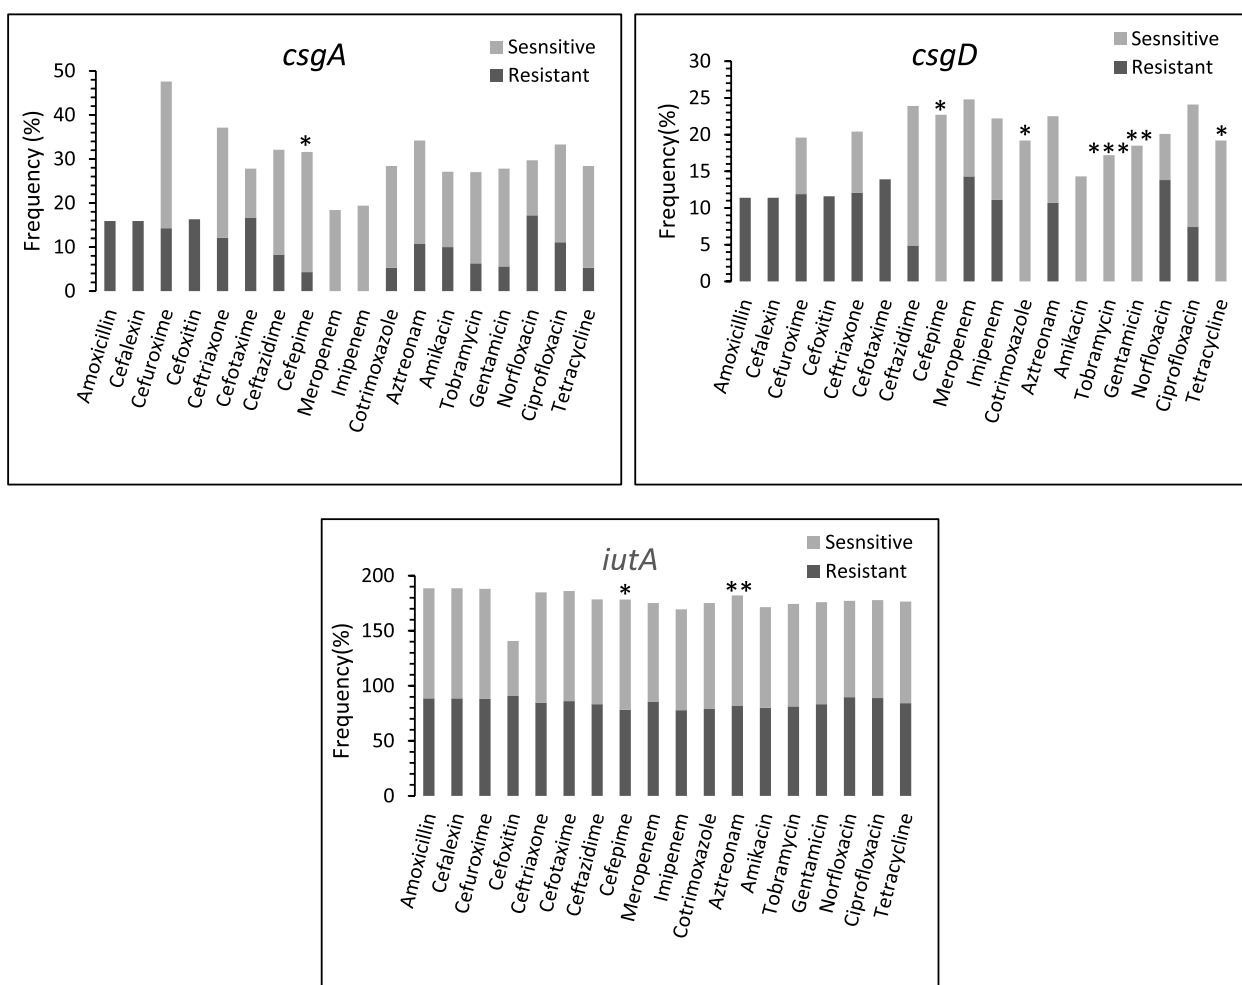 csgA
Sesnsitive
Resistant
Frequency (%)
50
40
30
20
10
0
*
Amoxicillin
Cefalexin
Cefuroxime
Cefoxitin
Ceftriaxone
Cefotaxime
Ceftazidime
Cefepime
Meropenem
Imipenem
Cotrimoxazole
Aztreonam
Amikacin
Tobramycin
Gentamicin
Norfloxacin
Ciprofloxacin
Tetracycline
csgD
Sesnsitive
Resistant
Frequency(%)
30
25
20
15
10
5
0
*
*
***
**
*
Amoxicillin
Cefalexin
Cefuroxime
Cefoxitin
Ceftriaxone
Cefotaxime
Ceftazidime
Cefepime
Meropenem
Imipenem
Cotrimoxazole
Aztreonam
Amikacin
Tobramycin
Gentamicin
Norfloxacin
Ciprofloxacin
Tetracycline
iutA
Sesnsitive
Resistant
Frequency(%)
200
150
100
50
0
*
**
Amoxicillin
Cefalexin
Cefuroxime
Cefoxitin
Ceftriaxone
Cefotaxime
Ceftazidime
Cefepime
Meropenem
Imipenem
Cotrimoxazole
Aztreonam
Amikacin
Tobramycin
Gentamicin
Norfloxacin
Ciprofloxacin
Tetracycline